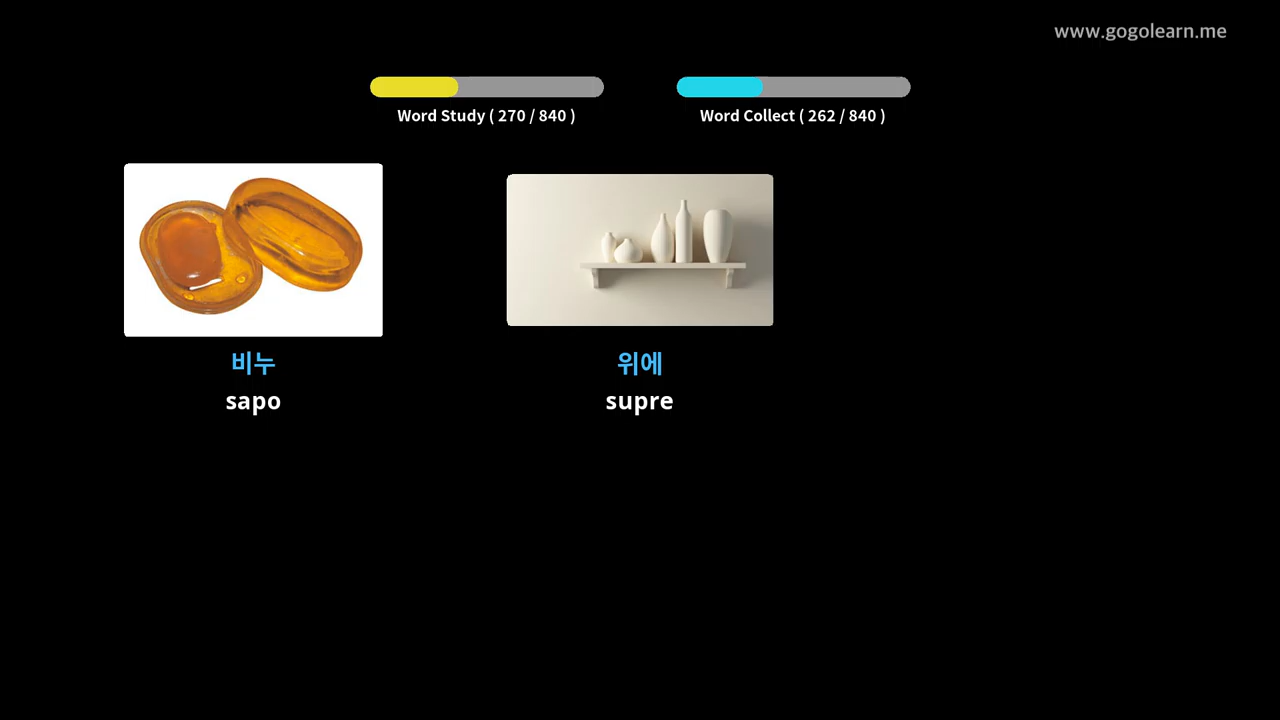 www.gogolearn.me
Word Study ( 270 / 840 )
Word Collect ( 262 / 840 )
비누
sapo
위에
supre